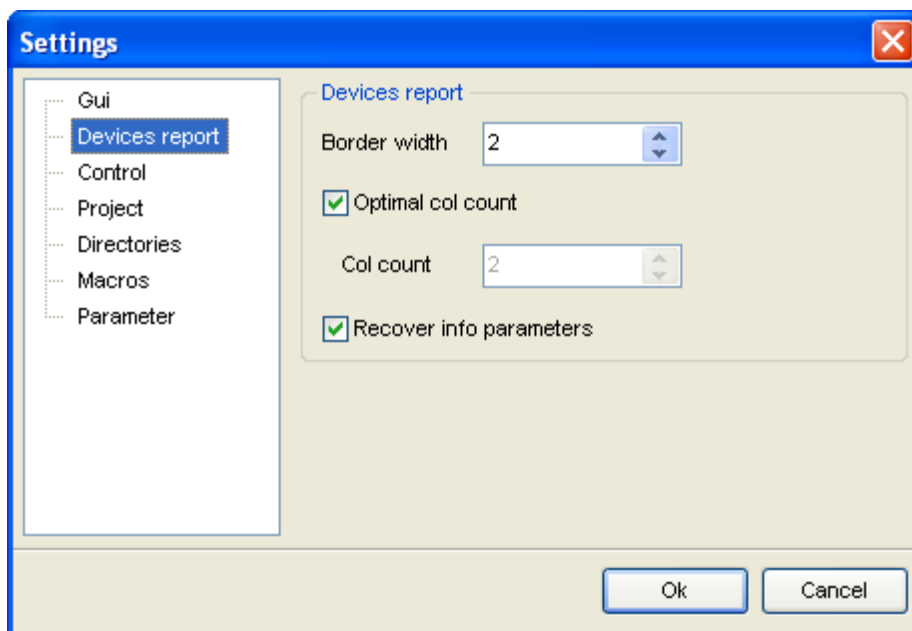 Settings
Gui
Devices report
Control
Project
Directories
Macros
Parameter
Devices report
Border width 2
Optimal col count
Col count 2
Recover info parameters
Ok Cancel